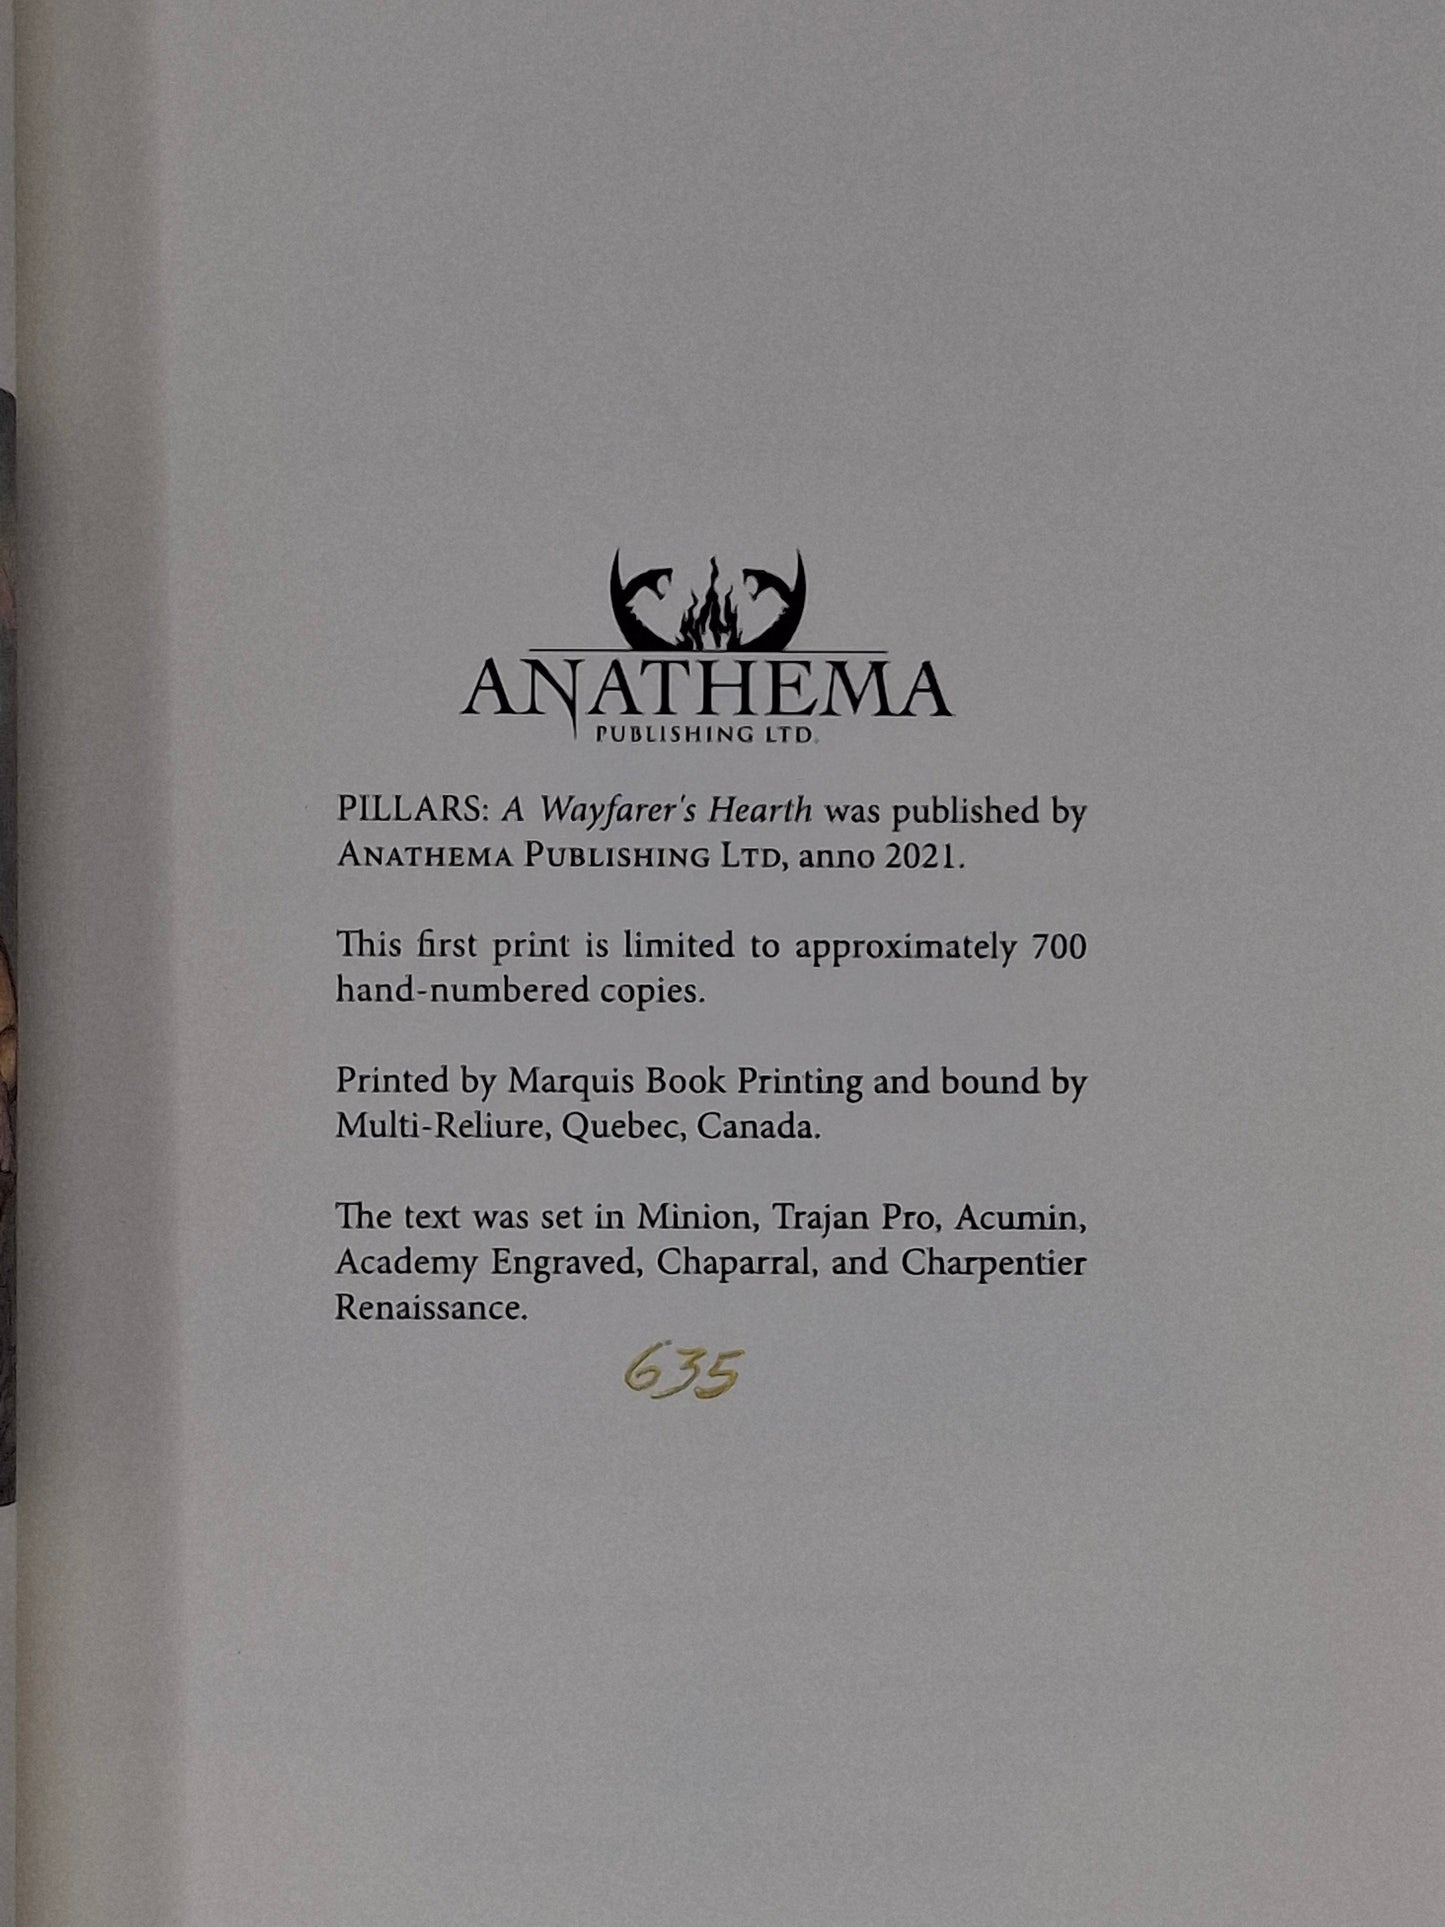 ANATHEMA
PUBLISHING LTD.
PILLARS: A Wayfarer's Hearth was published by
ANATHEMA PUBLISHING LTD, anno 2021.
This first print is limited to approximately 700
hand-numbered copies.
Printed by Marquis Book Printing and bound by
Multi-Reliure, Quebec, Canada.
The text was set in Minion, Trajan Pro, Acumin,
Academy Engraved, Chaparral, and Charpentier
Renaissance.
635